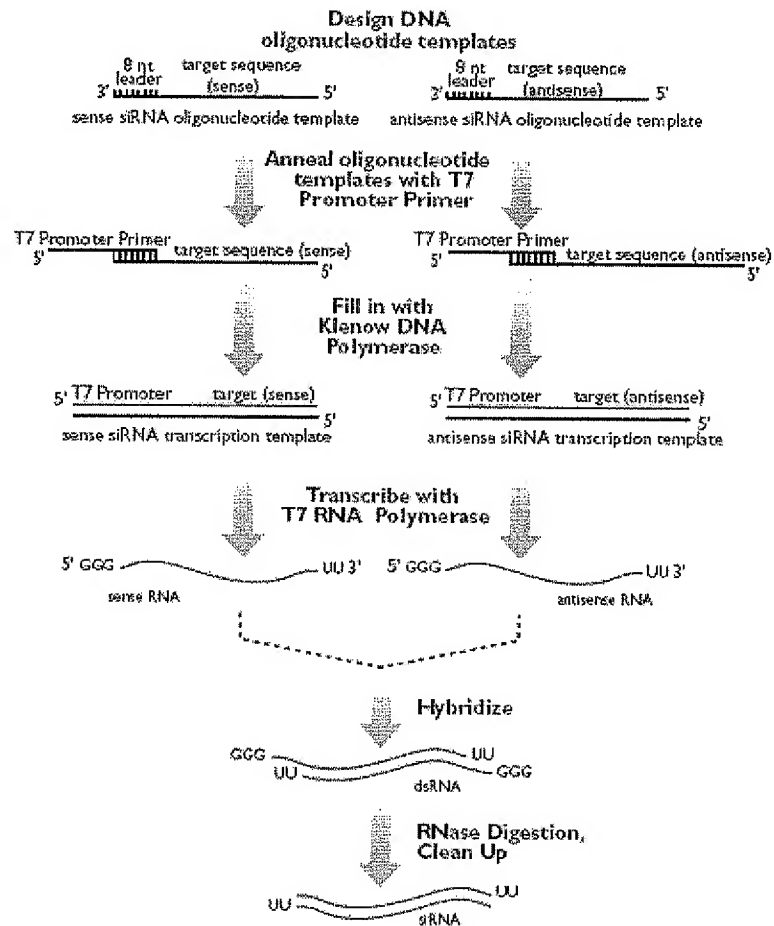 Design DNA
oligonucleotide templates
8 nt
leader
target sequence
(sense)
3'
5'
sense siRNA oligonucleotide template
8 nt
leader
target sequence
(antisense)
3'
5'
antisense siRNA oligonucleotide template
Anneal oligonucleotide
templates with T7
Promoter Primer
T7 Promoter Primer
5'
target sequence (sense)
5'
T7 Promoter Primer
5'
target sequence (antisense)
5'
Fill in with
Klenow DNA
Polymerase
5' T7 Promoter target (sense)
5'
sense siRNA transcription template
5' T7 Promoter target (antisense)
5'
antisense siRNA transcription template
Transcribe with
T7 RNA Polymerase
5' GGG UU 3'
sense RNA
5' GGG UU 3'
antisense RNA
Hybridize
GGG UU
UU GGG
dsRNA
RNase Digestion,
Clean Up
UU
UU
siRNA